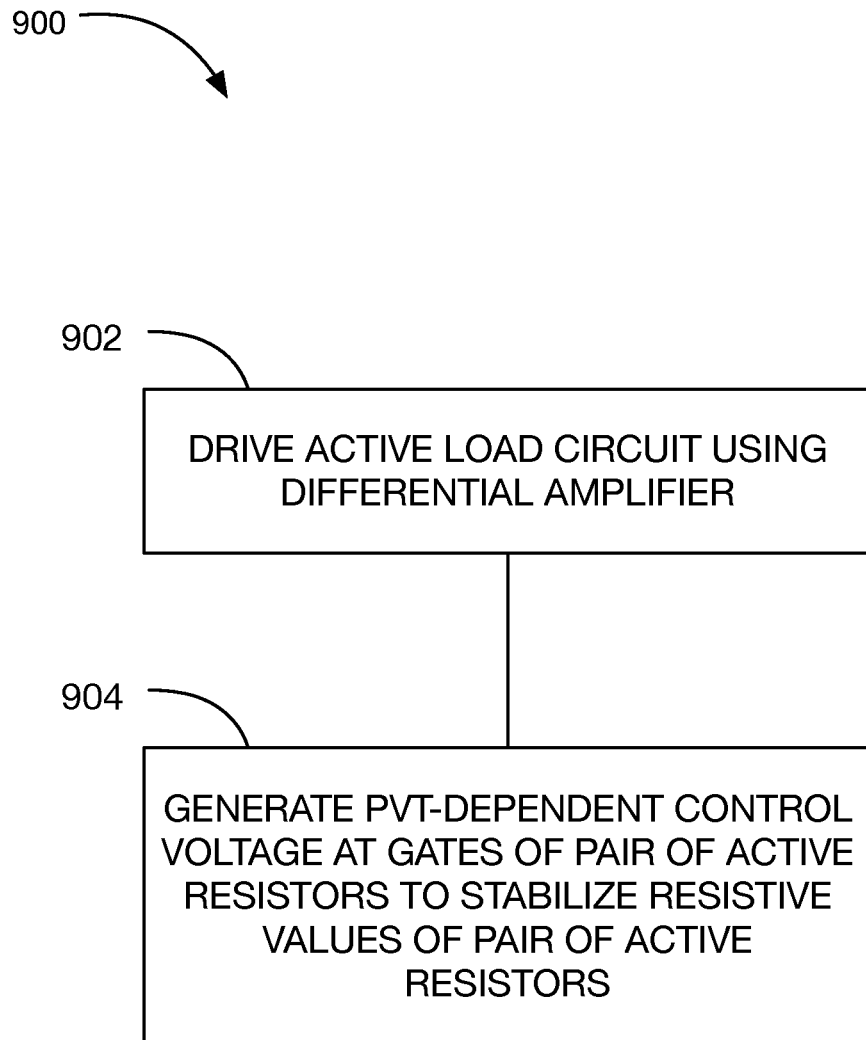 900
902
DRIVE ACTIVE LOAD CIRCUIT USING
DIFFERENTIAL AMPLIFIER
904
GENERATE PVT-DEPENDENT CONTROL
VOLTAGE AT GATES OF PAIR OF ACTIVE
RESISTORS TO STABILIZE RESISTIVE
VALUES OF PAIR OF ACTIVE
RESISTORS